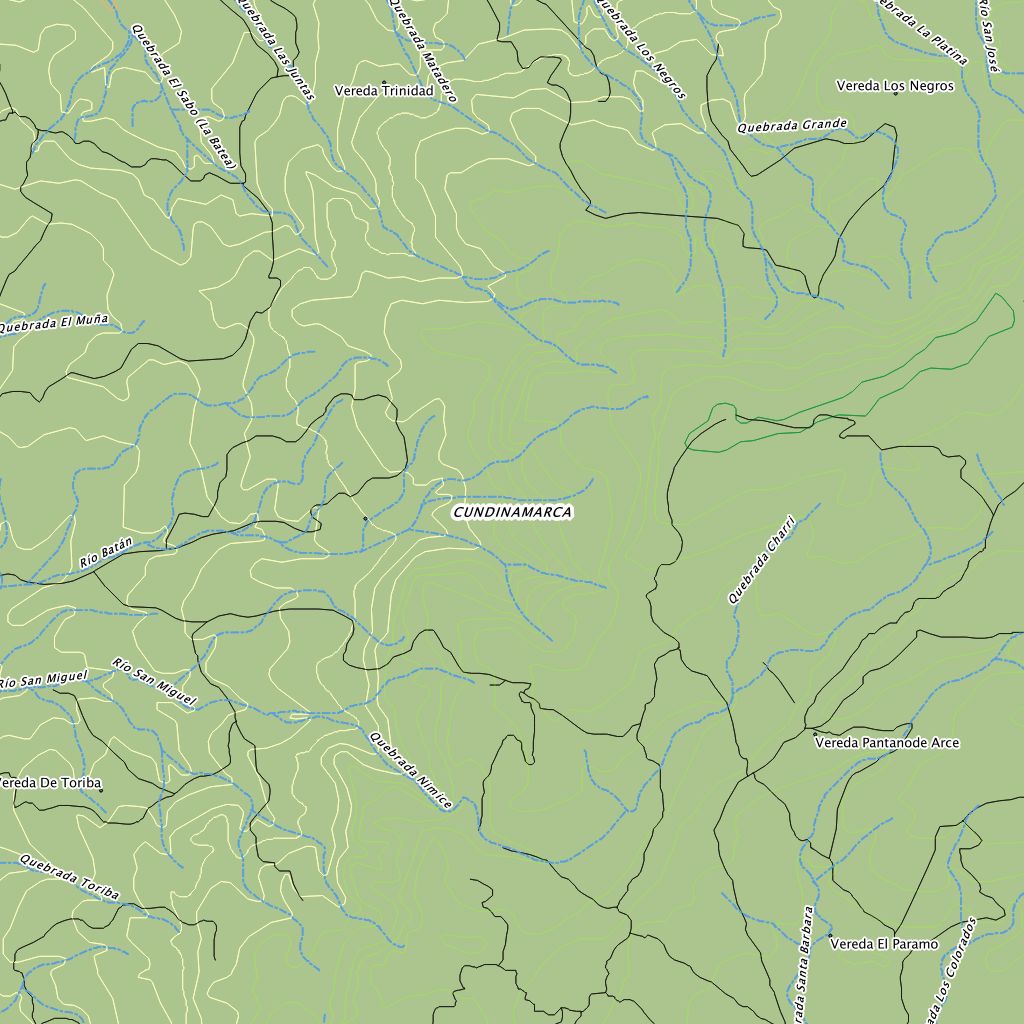 Quebrada Las Juntas
Quebrada Matadero
Quebrada Los Negros
Quebrada La Platina
Río San José
Quebrada El Sabo (La Batea)
Vereda Trinidad
Vereda Los Negros
Quebrada Grande
Quebrada El Muña
CUNDINAMARCA
Río Batán
Quebrada Charri
Río San Miguel
Río San Miguel
Quebrada Nimice
Vereda Pantanode Arce
Vereda De Toriba
Quebrada Toriba
Vereda El Paramo
rada Santa Barbara
ada Los Colorados